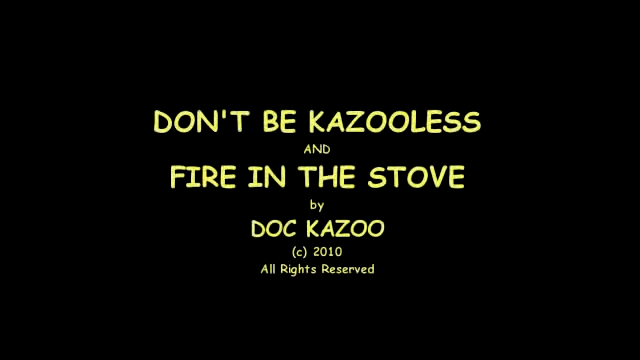 DON'T BE KAZOOLESS
AND
FIRE IN THE STOVE
by
DOC KAZOO
(c) 2010
All Rights Reserved